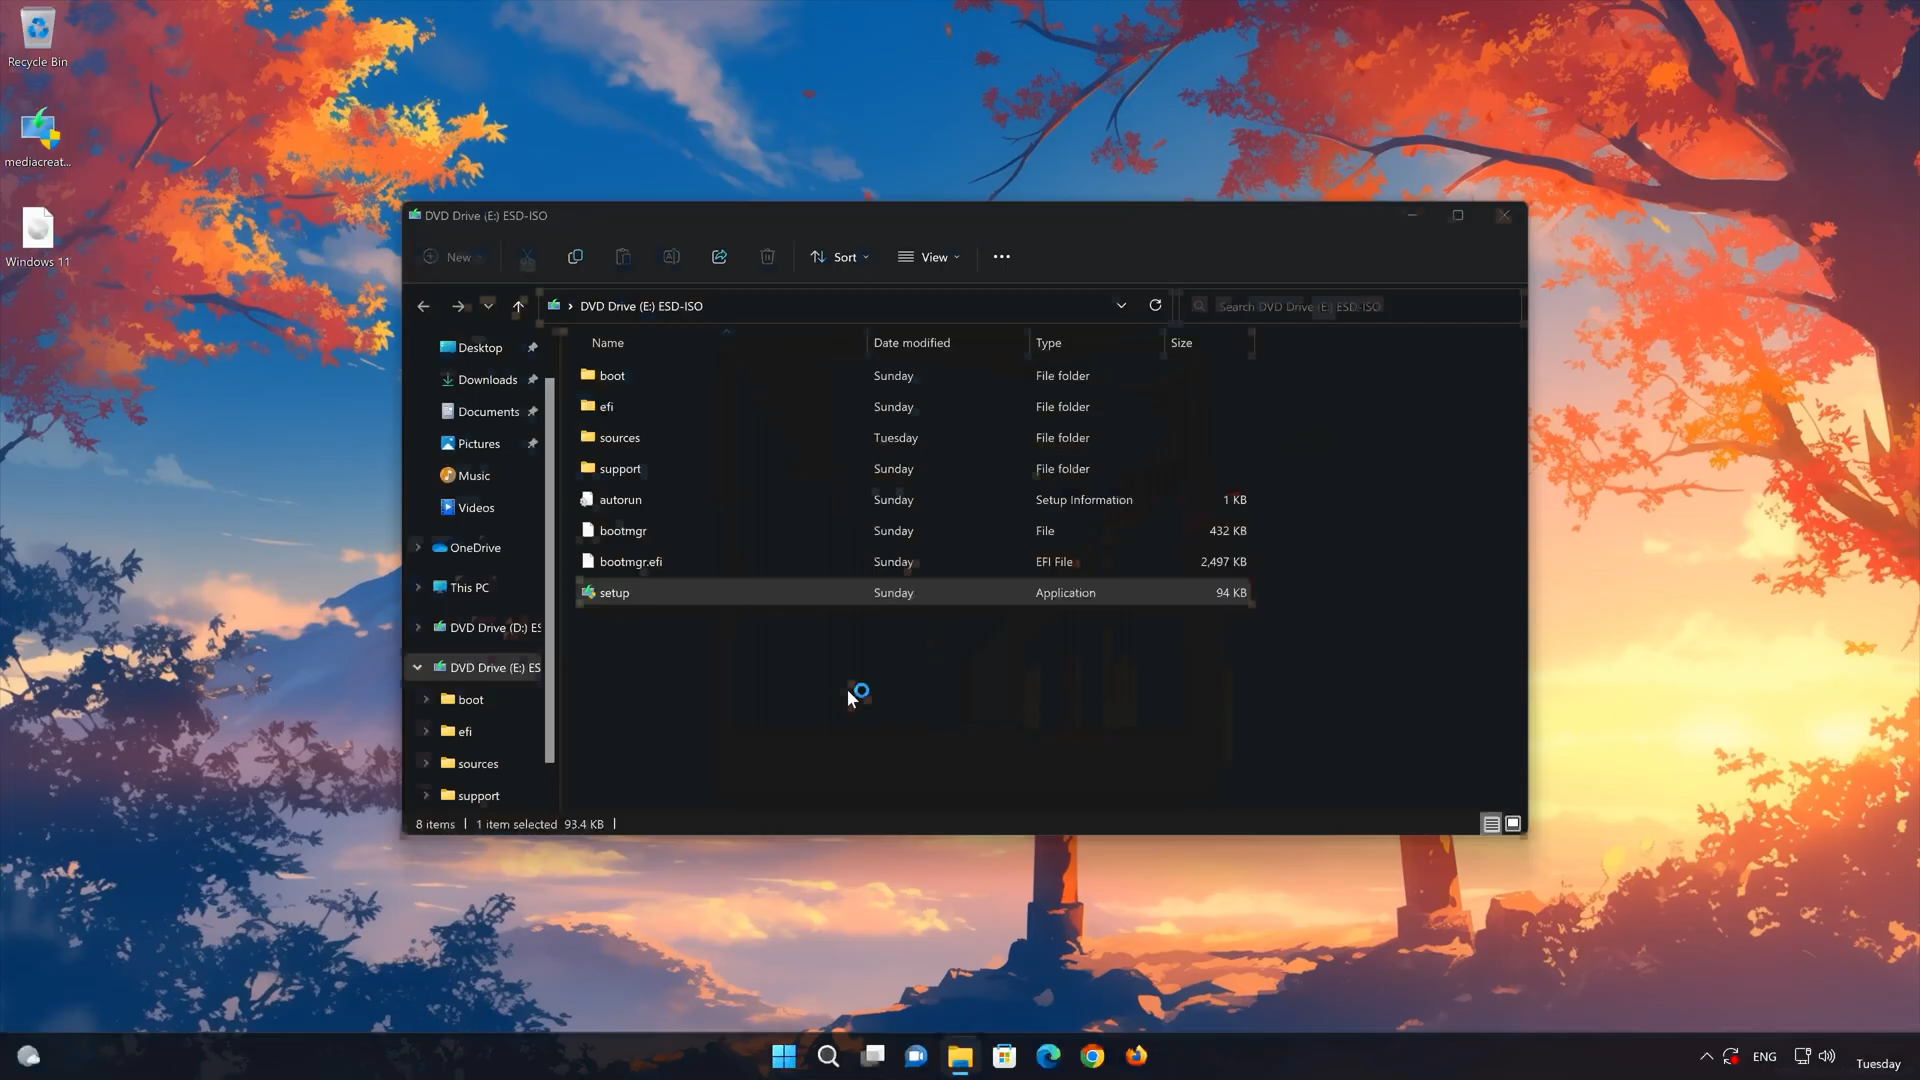 Recycle Bin
mediacreat...
Windows 11
DVD Drive (E:) ESD-ISO
New
Sort
View
DVD Drive (E:) ESD-ISO
Search DVD Drive (E:) ESD-ISO
Name Date modified Type Size
Desktop
Downloads
Documents
Pictures
Music
Videos
OneDrive
This PC
DVD Drive (D:) ES
DVD Drive (E:) ES
boot
efi
sources
support
boot Sunday File folder
efi Sunday File folder
sources Tuesday File folder
support Sunday File folder
autorun Sunday Setup Information 1 KB
bootmgr Sunday File 432 KB
bootmgr.efi Sunday EFI File 2,497 KB
setup Sunday Application 94 KB
8 items 1 item selected 93.4 KB
ENG
Tuesday